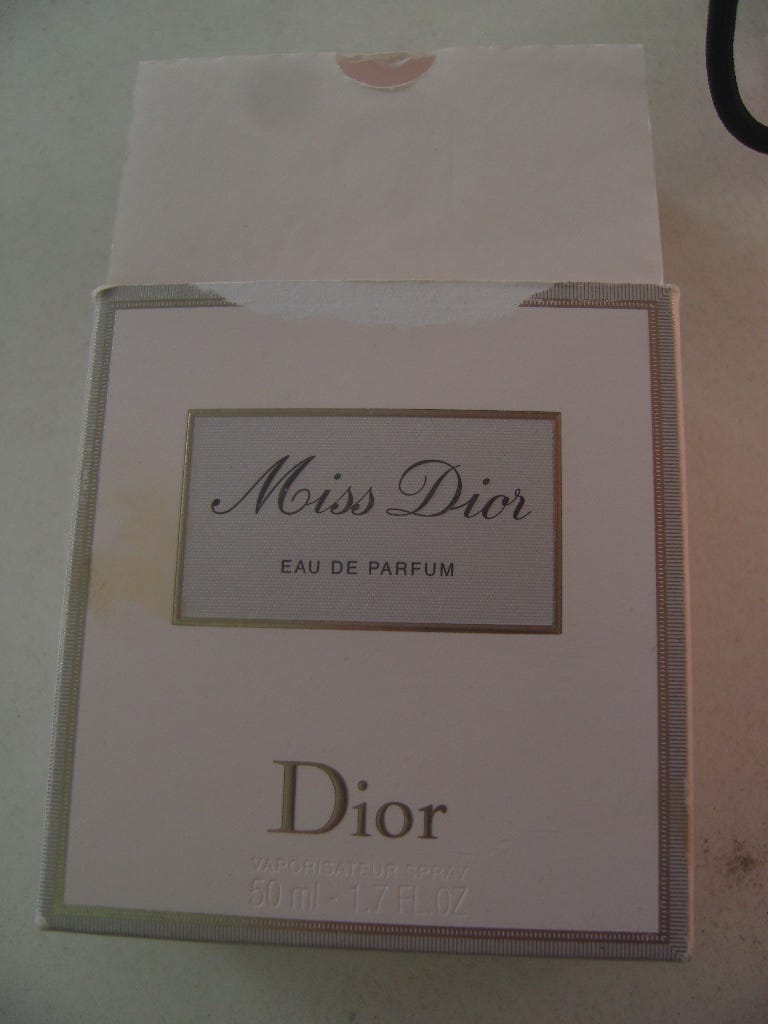 Miss Dior
EAU DE PARFUM
Dior
VAPORISATEUR SPRAY
50 ml - 1.7 FL.OZ